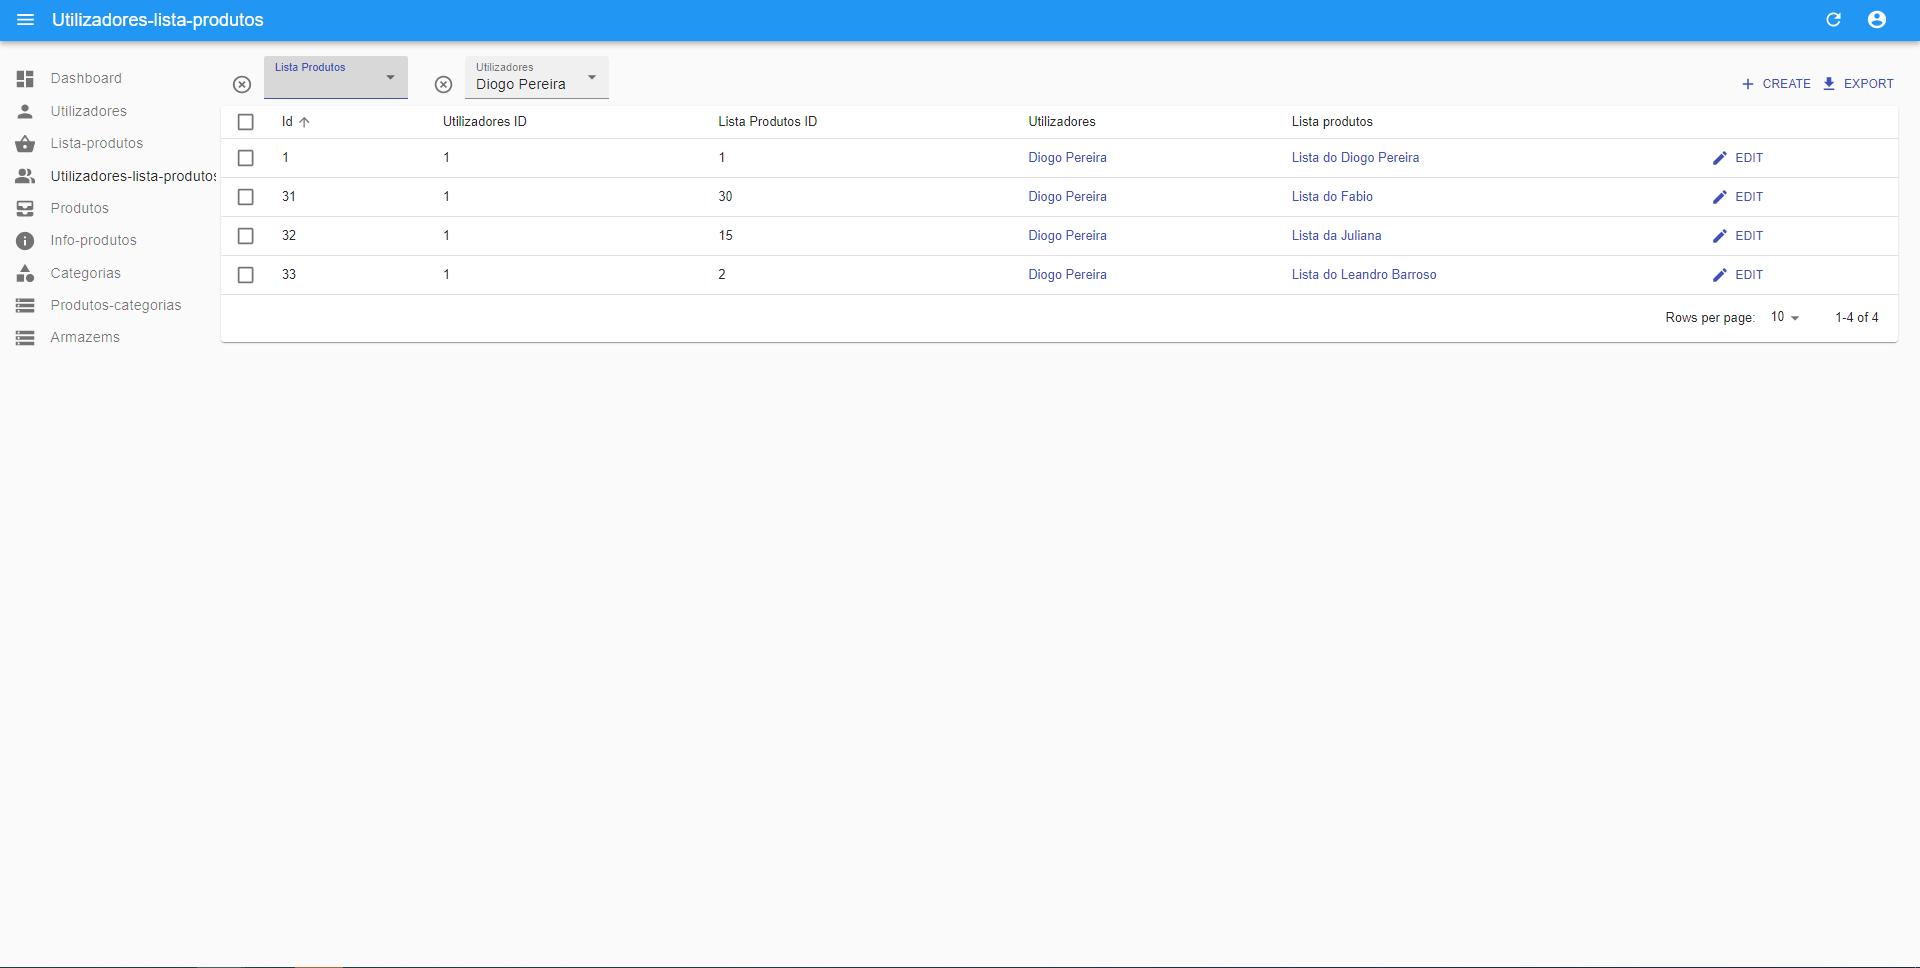 Utilizadores-lista-produtos
Dashboard
Utilizadores
Lista-produtos
Utilizadores-lista-produtos
Produtos
Info-produtos
Categorias
Produtos-categorias
Armazems
Lista Produtos
Utilizadores
Diogo Pereira
CREATE EXPORT
Id Utilizadores ID Lista Produtos ID Utilizadores Lista produtos
1 1 1 Diogo Pereira Lista do Diogo Pereira EDIT
31 1 30 Diogo Pereira Lista do Fabio EDIT
32 1 15 Diogo Pereira Lista da Juliana EDIT
33 1 2 Diogo Pereira Lista do Leandro Barroso EDIT
Rows per page: 10 1-4 of 4